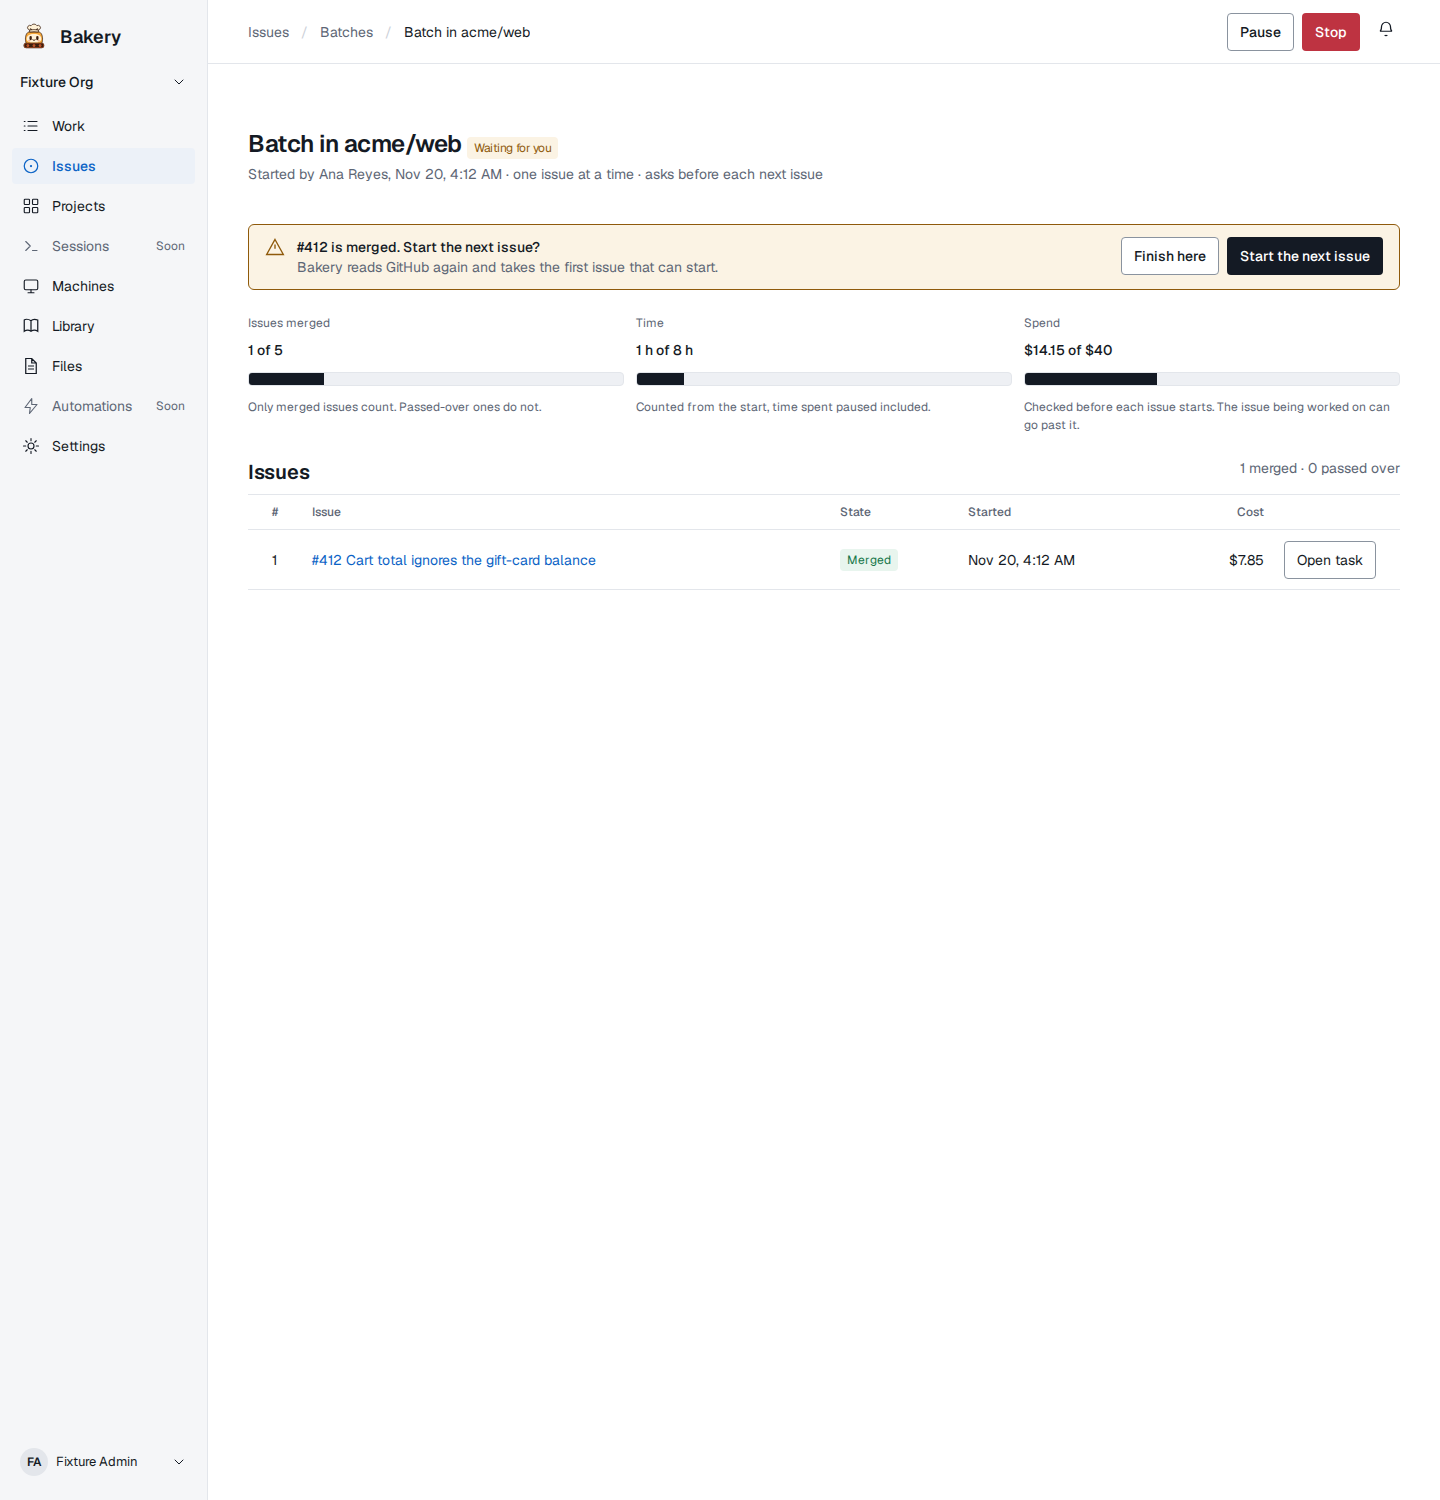 Bakery
Fixture Org
Work
Issues
Projects
Sessions Soon
Machines
Library
Files
Automations Soon
Settings
FA Fixture Admin
Issues / Batches / Batch in acme/web
Pause
Stop
Batch in acme/web Waiting for you
Started by Ana Reyes, Nov 20, 4:12 AM · one issue at a time · asks before each next issue
#412 is merged. Start the next issue?
Bakery reads GitHub again and takes the first issue that can start.
Finish here
Start the next issue
Issues merged
1 of 5
Only merged issues count. Passed-over ones do not.
Time
1 h of 8 h
Counted from the start, time spent paused included.
Spend
$14.15 of $40
Checked before each issue starts. The issue being worked on can
go past it.
Issues
1 merged · 0 passed over
# Issue State Started Cost
1 #412 Cart total ignores the gift-card balance Merged Nov 20, 4:12 AM $7.85 Open task